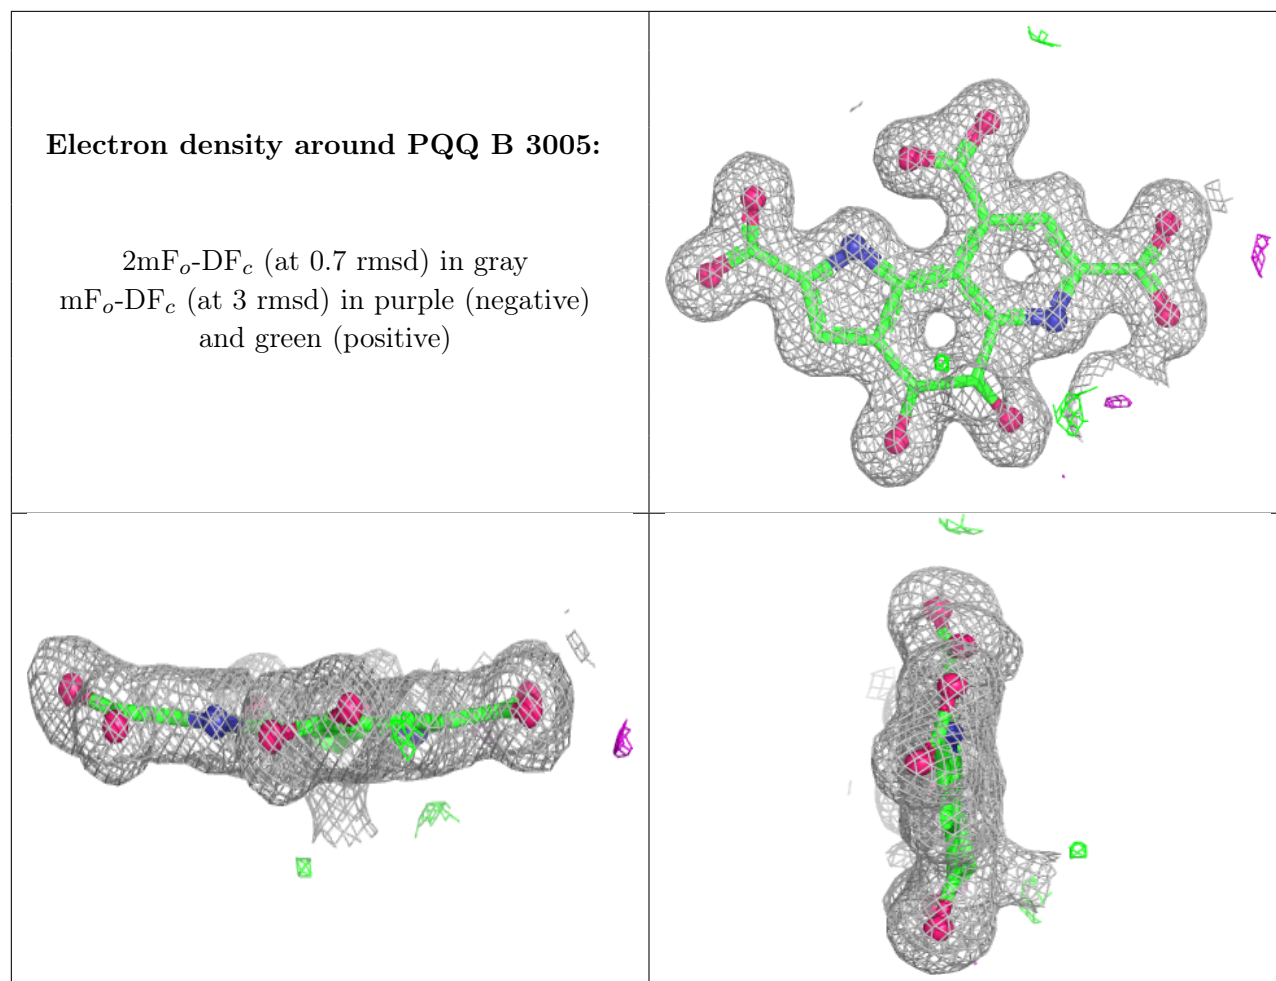 Electron density around PQQ B 3005:
2mFₒ-DF𝒸 (at 0.7 rmsd) in gray
mFₒ-DF𝒸 (at 3 rmsd) in purple (negative)
and green (positive)